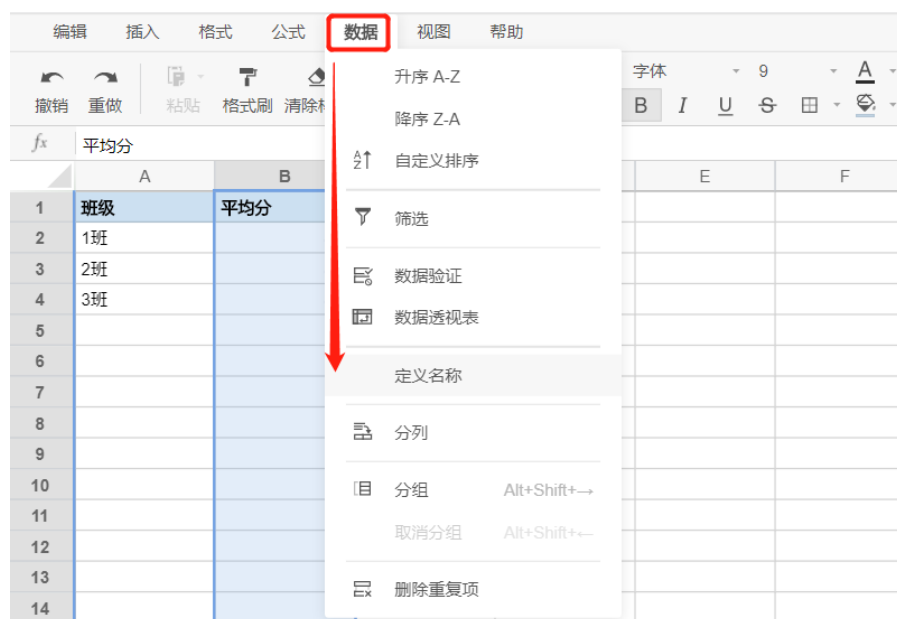 编辑 插入 格式 公式 数据 视图 帮助
撤销 重做 粘贴 格式刷 清除 字体 9 A
B I U S
fx 平均分
A B E F
1 班级 平均分
2 1班
3 2班
4 3班
5
6
7
8
9
10
11
12
13
14
升序 A-Z
降序 Z-A
自定义排序
筛选
数据验证
数据透视表
定义名称
分列
分组 Alt+Shift+→
取消分组 Alt+Shift+←
删除重复项